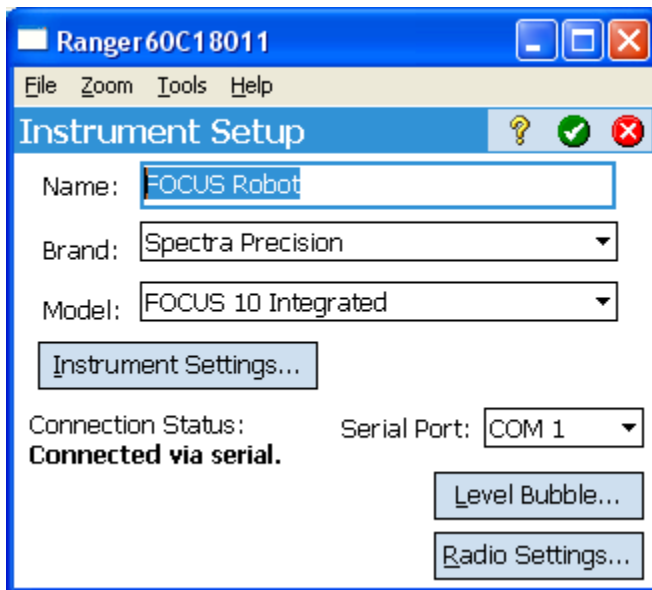 Ranger60C18011
File Zoom Tools Help
Instrument Setup
Name: FOCUS Robot
Brand: Spectra Precision
Model: FOCUS 10 Integrated
Instrument Settings...
Connection Status:
Serial Port: COM 1
Connected via serial.
Level Bubble...
Radio Settings...